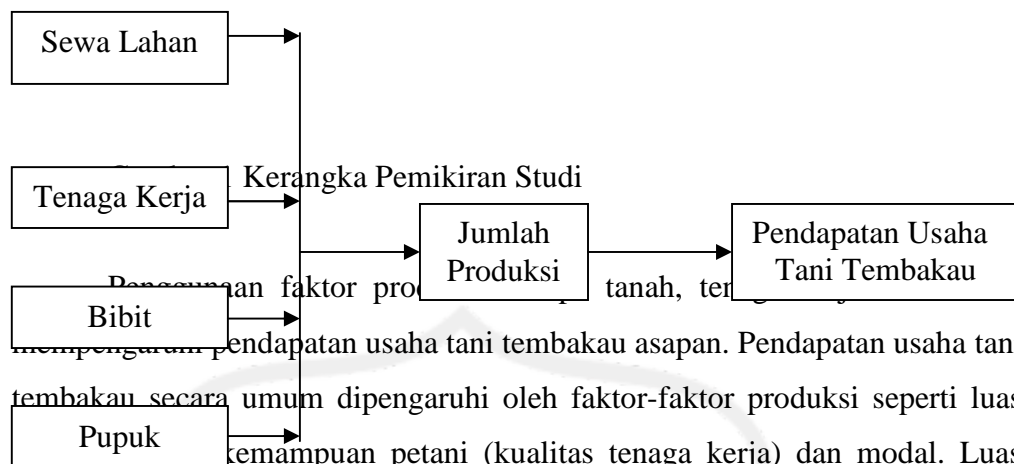 Sewa Lahan
Kerangka Pemikiran Studi
Tenaga Kerja
Jumlah
Produksi
Pendapatan Usaha
Tani Tembakau
faktor tanah,
Bibit
pendapatan usaha tani tembakau asapan. Pendapatan usaha tani
tembakau secara umum dipengaruhi oleh faktor-faktor produksi seperti luas
Pupuk
kemampuan petani (kualitas tenaga kerja) dan modal. Luas